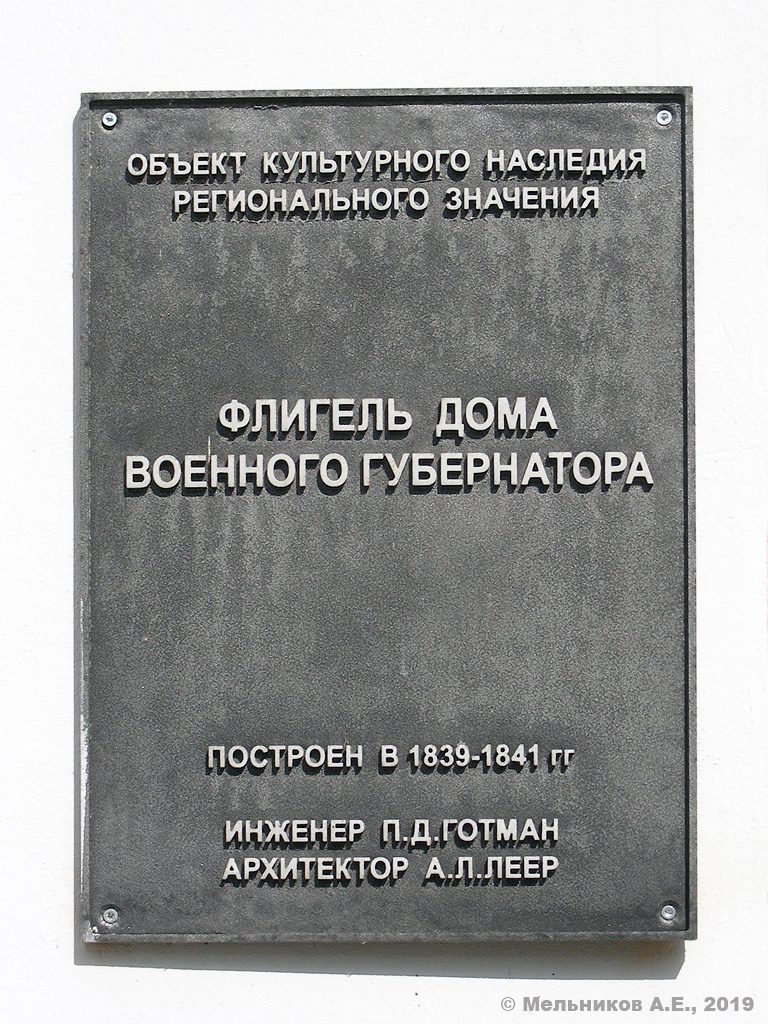 ОБЪЕКТ КУЛЬТУРНОГО НАСЛЕДИЯ
РЕГИОНАЛЬНОГО ЗНАЧЕНИЯ
ФЛИГЕЛЬ ДОМА
ВОЕННОГО ГУБЕРНАТОРА
ПОСТРОЕН В 1839-1841 гг
ИНЖЕНЕР П.Д.ГОТМАН
АРХИТЕКТОР А.Л.ЛЕЕР
© Мельников А.Е., 2019